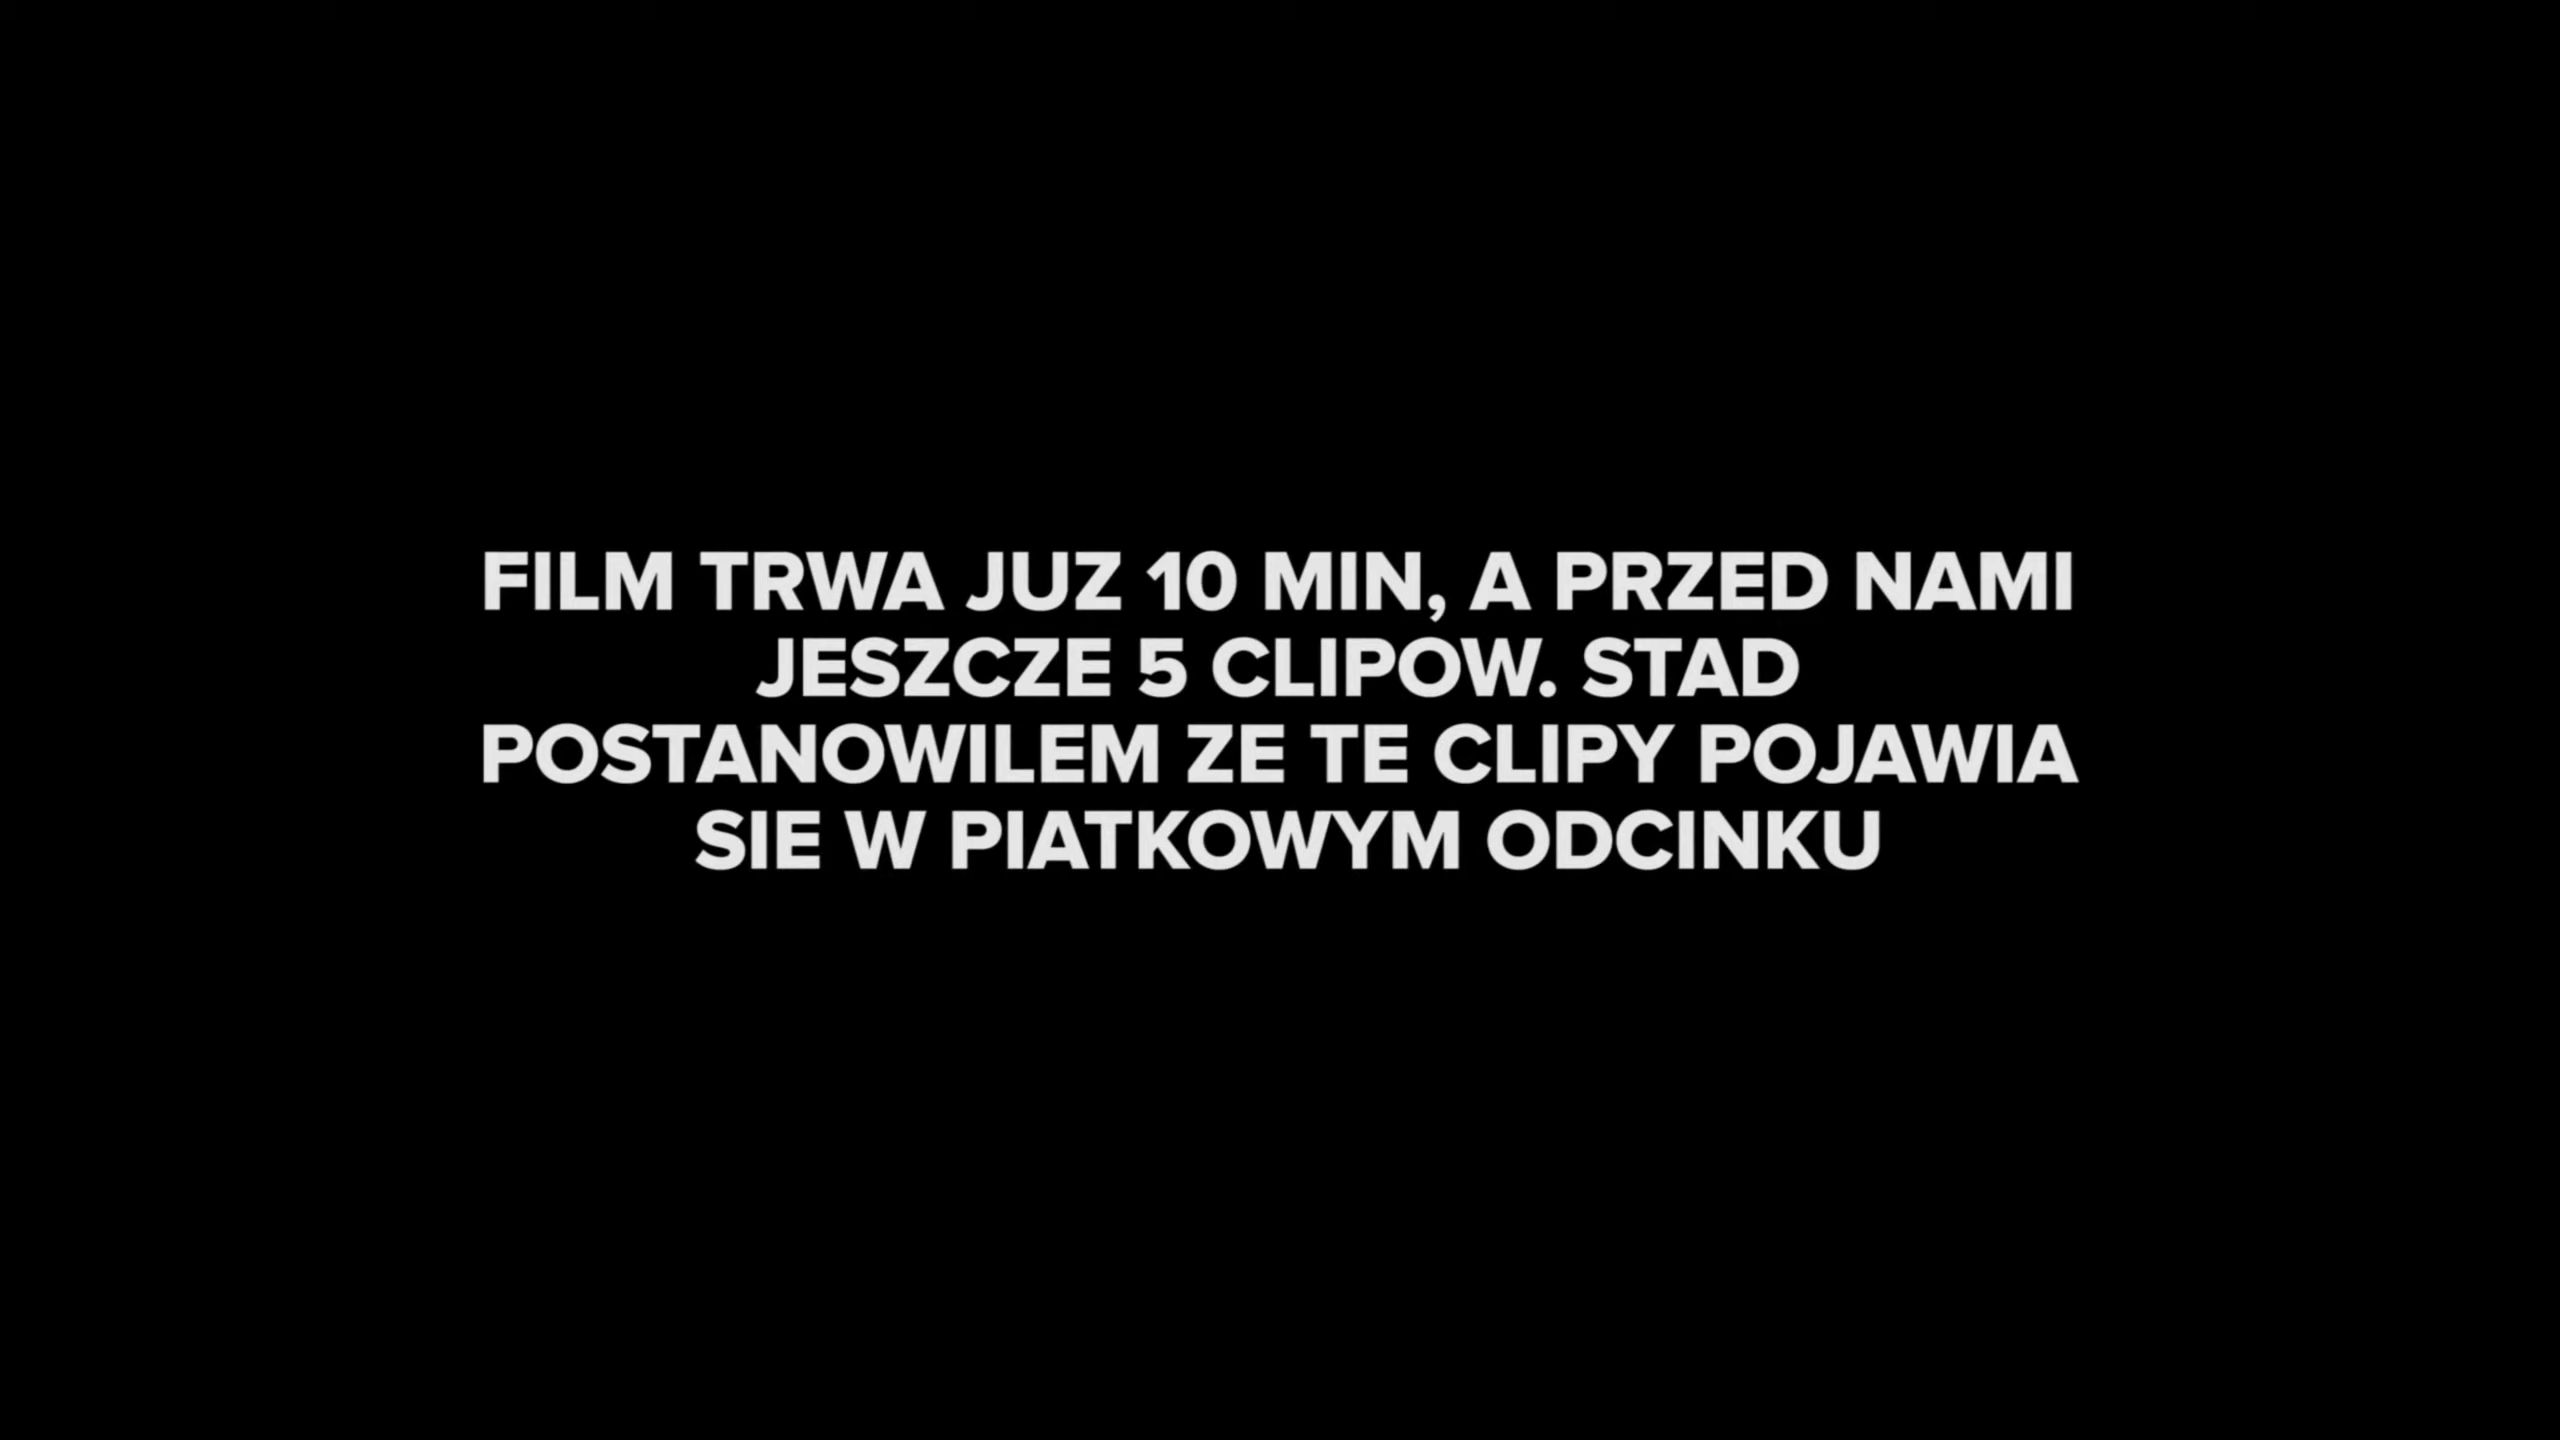 FILM TRWA JUZ 10 MIN, A PRZED NAMI
JESZCZE 5 CLIPOW. STAD
POSTANOWILEM ZE TE CLIPY POJAWIA
SIE W PIATKOWYM ODCINKU